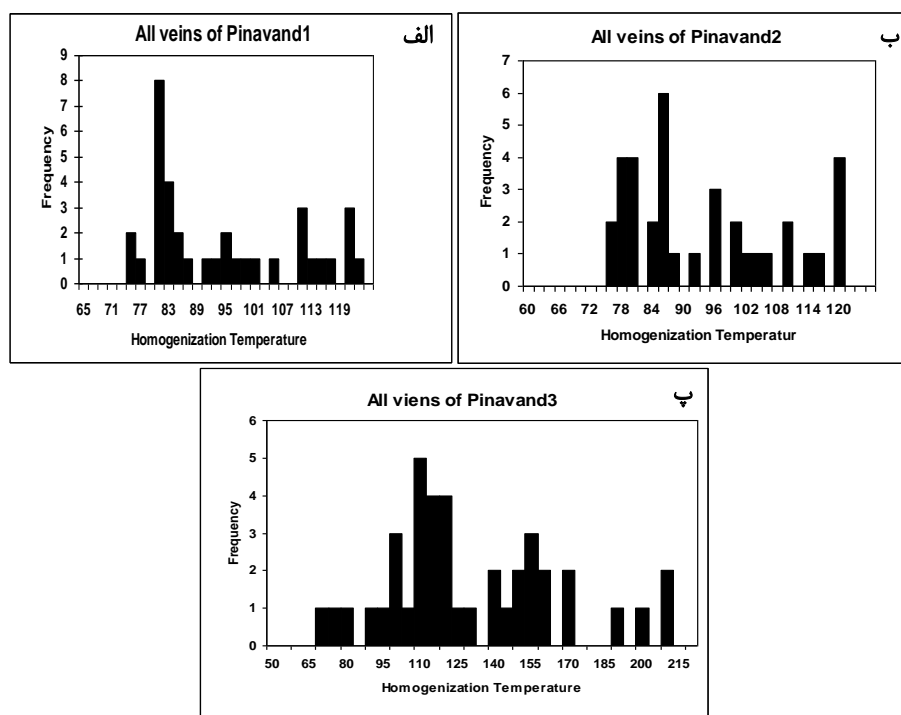 All veins of Pinavand1
الف
9
8
7
6
5
4
3
2
1
0
Frequency
65 71 77 83 89 95 101 107 113 119
Homogenization Temperature
All veins of Pinavand2
ب
7
6
5
4
3
2
1
0
Frequency
60 66 72 78 84 90 96 102 108 114 120
Homogenization Temperatur
All viens of Pinavand3
پ
6
5
4
3
2
1
0
Frequency
50 65 80 95 110 125 140 155 170 185 200 215
Homogenization Temperature